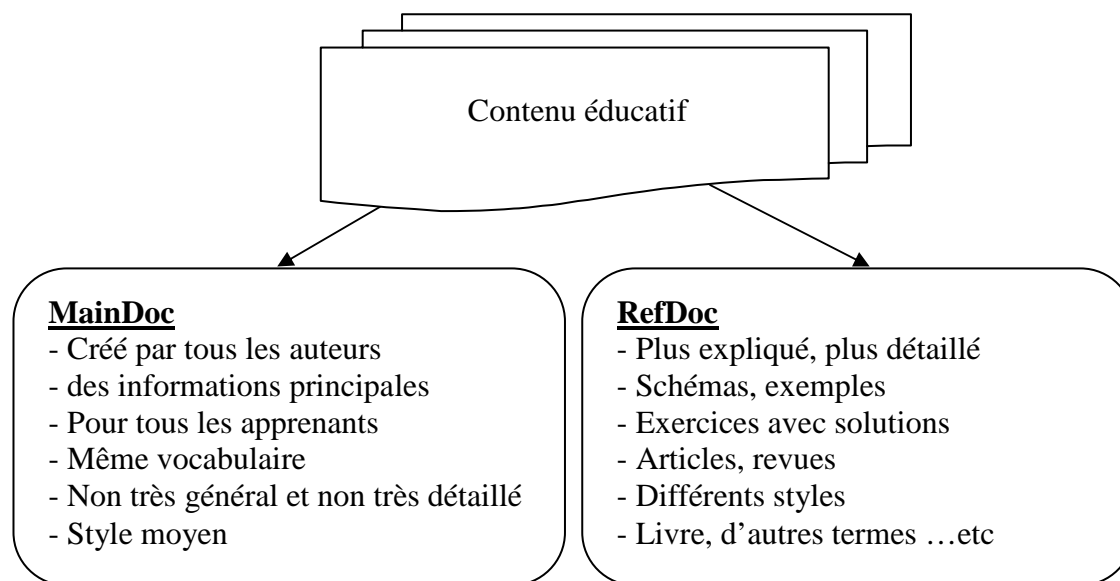 Contenu éducatif
MainDoc
- Créé par tous les auteurs
- des informations principales
- Pour tous les apprenants
- Même vocabulaire
- Non très général et non très détaillé
- Style moyen
RefDoc
- Plus expliqué, plus détaillé
- Schémas, exemples
- Exercices avec solutions
- Articles, revues
- Différents styles
- Livre, d'autres termes …etc